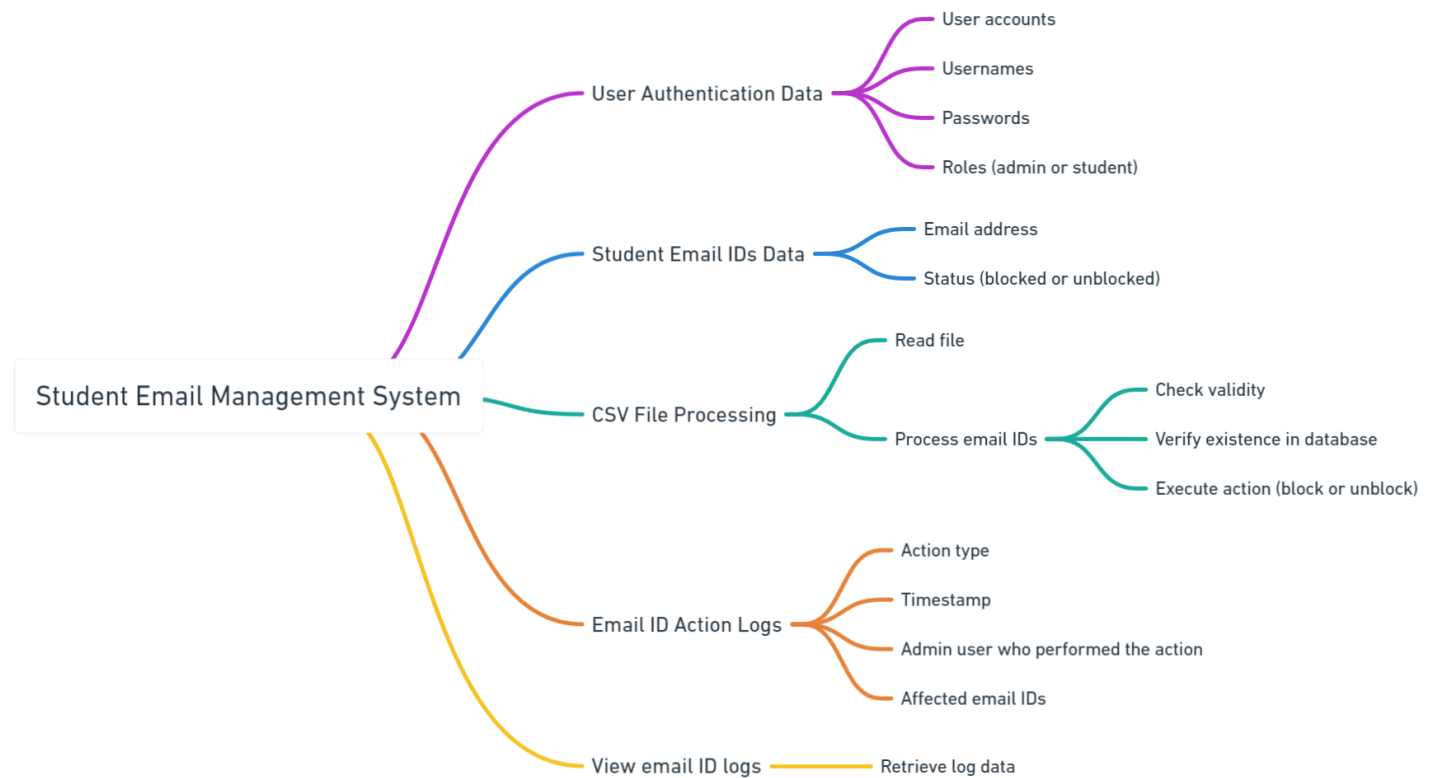 Student Email Management System
User Authentication Data
User accounts
Usernames
Passwords
Roles (admin or student)
Student Email IDs Data
Email address
Status (blocked or unblocked)
CSV File Processing
Read file
Process email IDs
Check validity
Verify existence in database
Execute action (block or unblock)
Email ID Action Logs
Action type
Timestamp
Admin user who performed the action
Affected email IDs
View email ID logs
Retrieve log data